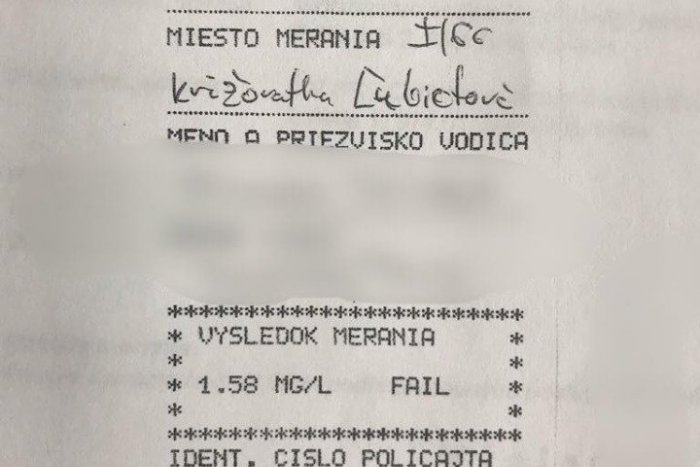 MIESTO MERANIA I/66
križovatka Ľubietová
MENO A PRIEZVISKO VODICA
************************
* VYSLEDOK MERANIA *
* *
* 1.58 MG/L FAIL *
* *
************************
IDENT. CISLO POLICAJTA